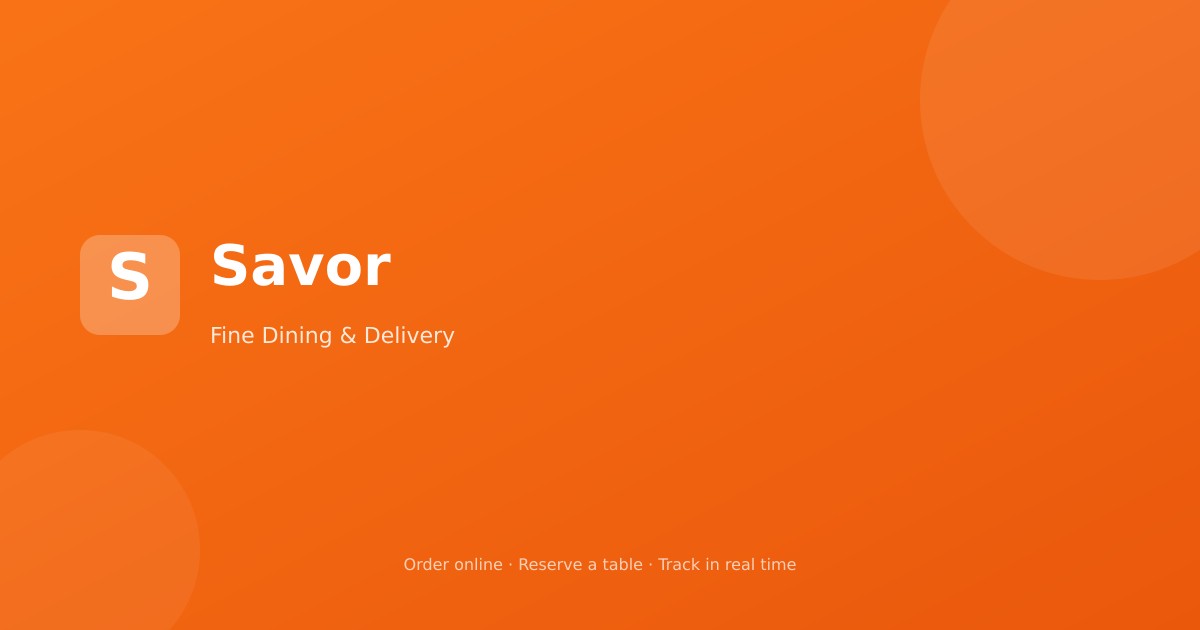 S
Savor
Fine Dining & Delivery
Order online · Reserve a table · Track in real time